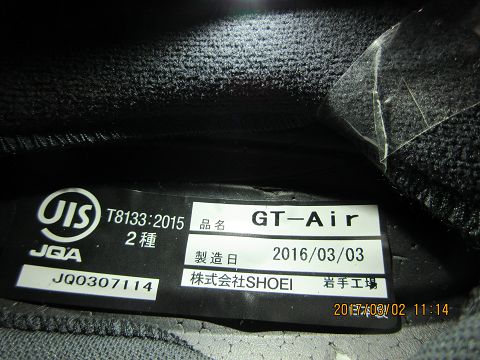 JIS
JQA
T8133:2015
2種
JQ0307114
品名 GT-Air
製造日 2016/03/03
株式会社SHOEI 岩手工場
2017/03/02 11:14